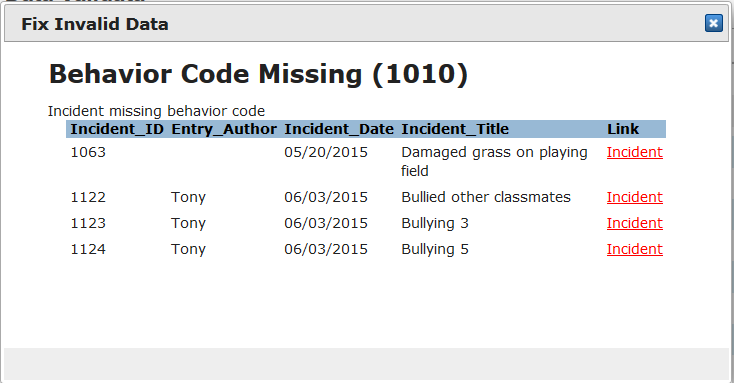 Fix Invalid Data
Behavior Code Missing (1010)
Incident missing behavior code
Incident_ID Entry_Author Incident_Date Incident_Title Link
1063 05/20/2015 Damaged grass on playing Incident
field
1122 Tony 06/03/2015 Bullied other classmates Incident
1123 Tony 06/03/2015 Bullying 3 Incident
1124 Tony 06/03/2015 Bullying 5 Incident